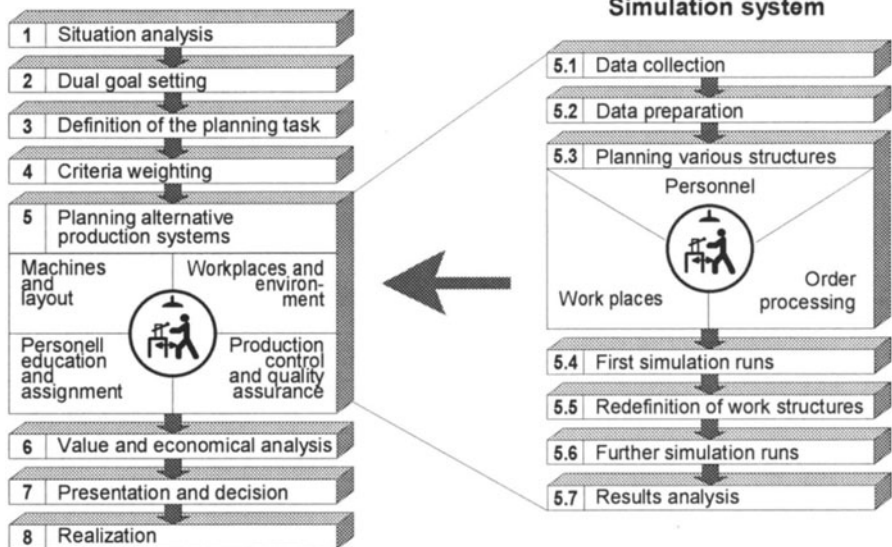 1 Situation analysis
2 Dual goal setting
3 Definition of the planning task
4 Criteria weighting
5 Planning alternative
production systems
Machines
and
layout
Workplaces and
environ-
ment
Personell
education
and
assignment
Production
control
and quality
assurance
6 Value and economical analysis
7 Presentation and decision
8 Realization
Simulation system
5.1 Data collection
5.2 Data preparation
5.3 Planning various structures
Personnel
Work places
Order
processing
5.4 First simulation runs
5.5 Redefinition of work structures
5.6 Further simulation runs
5.7 Results analysis